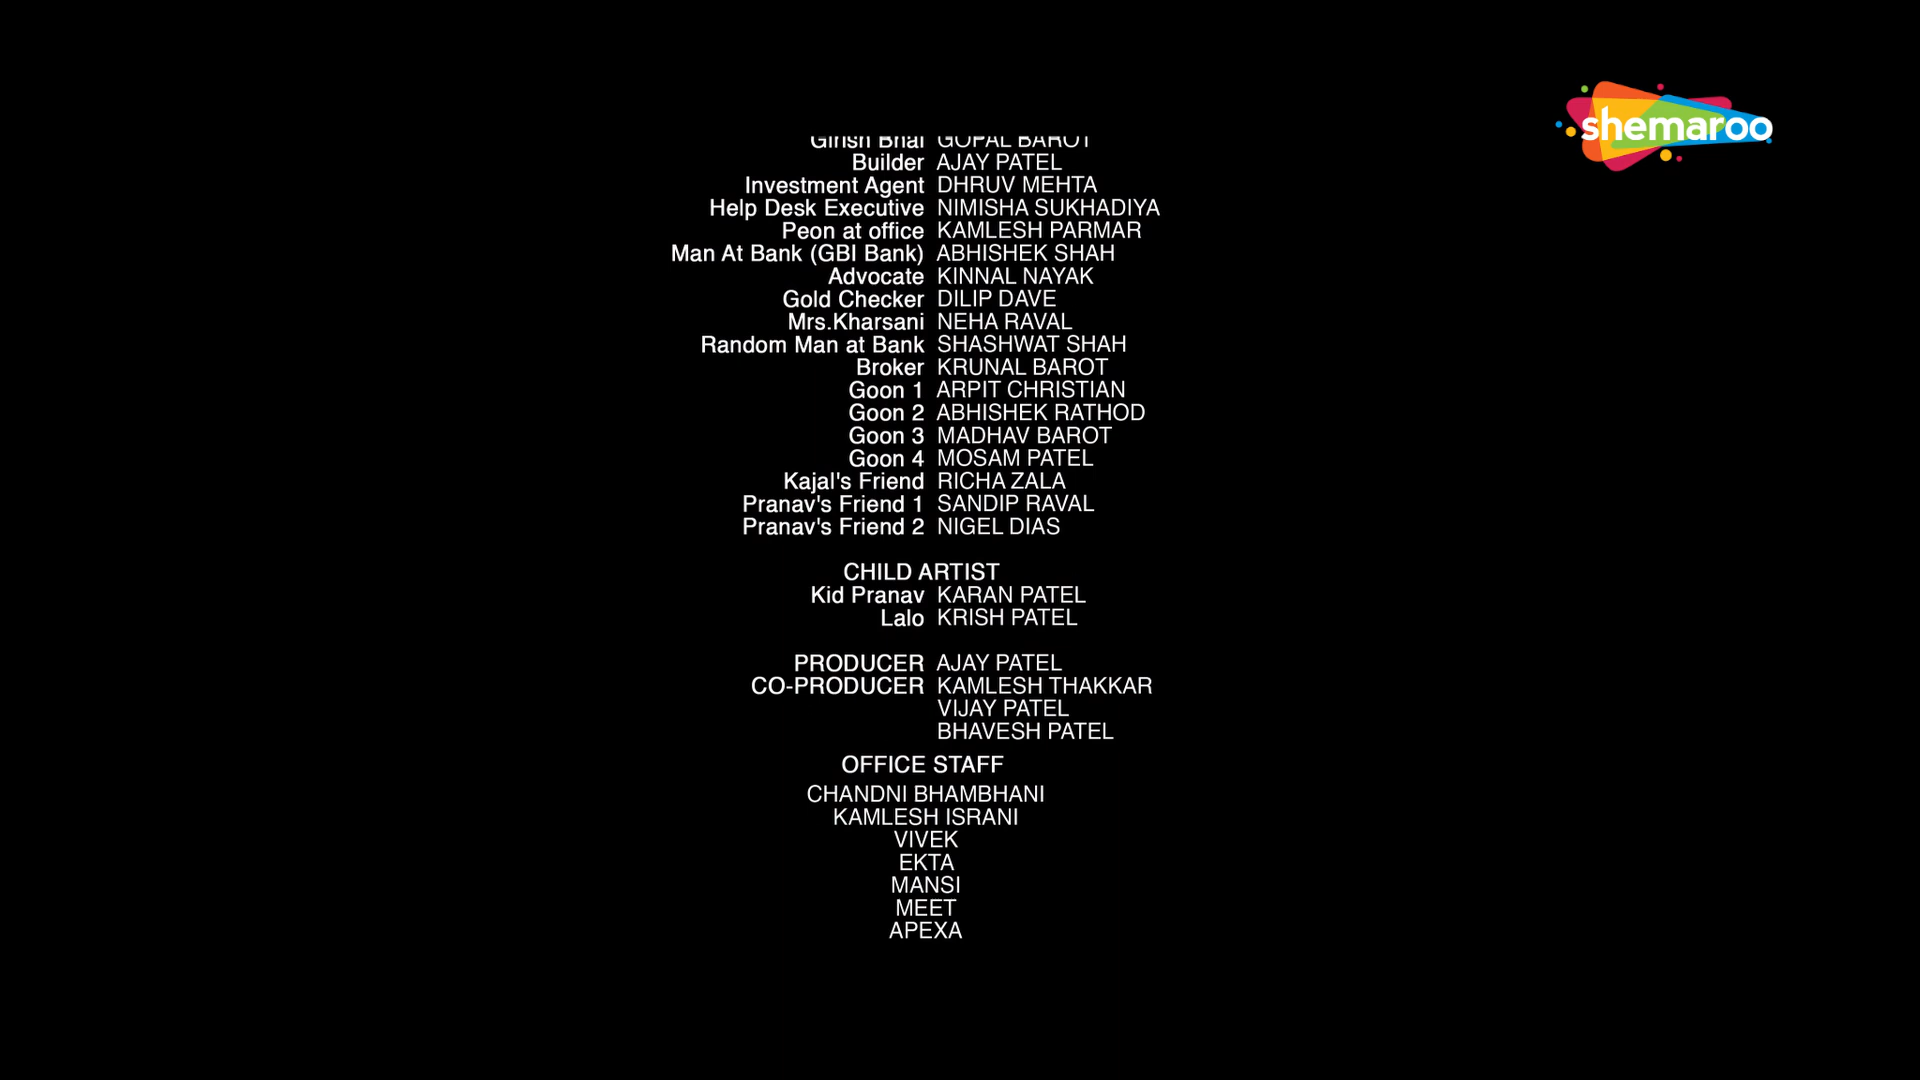 shemaroo
Girish Bhai GOPAL BAROT
Builder AJAY PATEL
Investment Agent DHRUV MEHTA
Help Desk Executive NIMISHA SUKHADIYA
Peon at office KAMLESH PARMAR
Man At Bank (GBI Bank) ABHISHEK SHAH
Advocate KINNAL NAYAK
Gold Checker DILIP DAVE
Mrs.Kharsani NEHA RAVAL
Random Man at Bank SHASHWAT SHAH
Broker KRUNAL BAROT
Goon 1 ARPIT CHRISTIAN
Goon 2 ABHISHEK RATHOD
Goon 3 MADHAV BAROT
Goon 4 MOSAM PATEL
Kajal's Friend RICHA ZALA
Pranav's Friend 1 SANDIP RAVAL
Pranav's Friend 2 NIGEL DIAS
CHILD ARTIST
Kid Pranav KARAN PATEL
Lalo KRISH PATEL
PRODUCER AJAY PATEL
CO-PRODUCER KAMLESH THAKKAR
VIJAY PATEL
BHAVESH PATEL
OFFICE STAFF
CHANDNI BHAMBHANI
KAMLESH ISRANI
VIVEK
EKTA
MANSI
MEET
APEXA